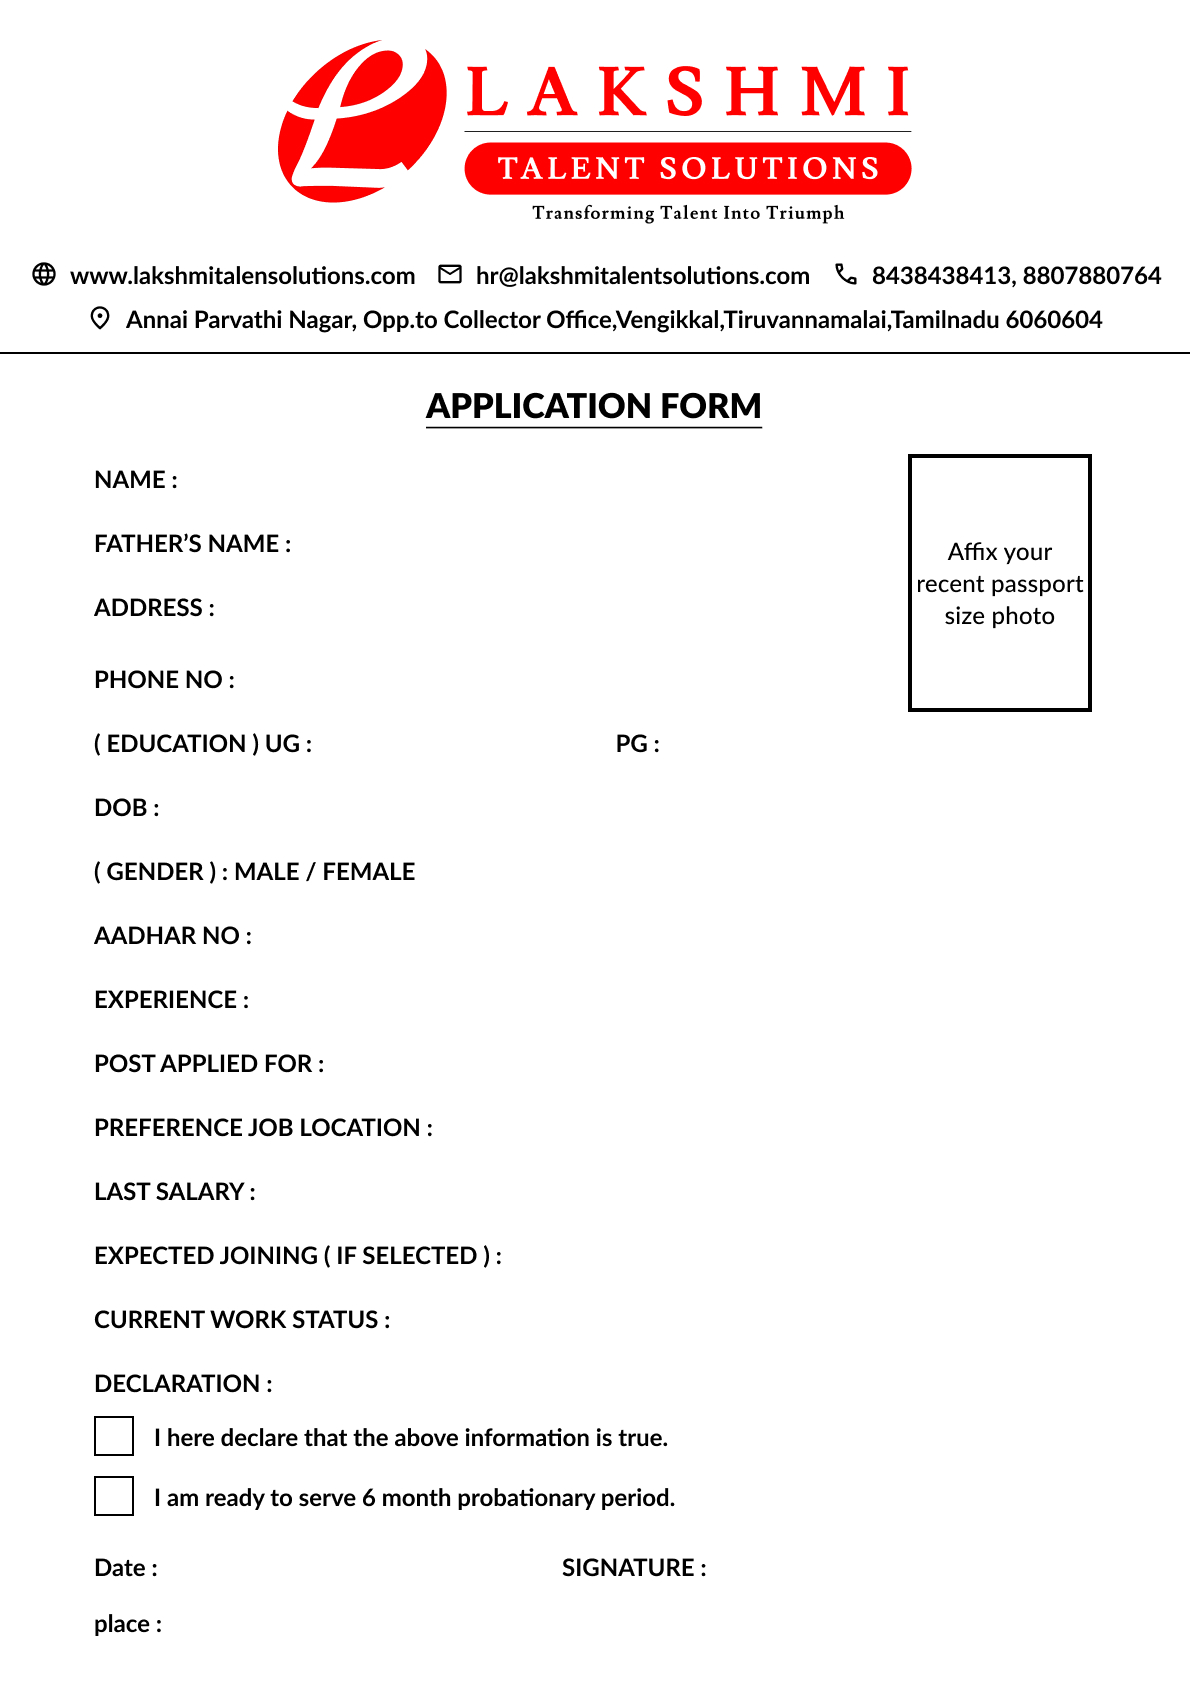 LAKSHMI
TALENT SOLUTIONS
Transforming Talent Into Triumph
www.lakshmitalensolutions.com hr@lakshmitalentsolutions.com 8438438413, 8807880764
Annai Parvathi Nagar, Opp.to Collector Office,Vengikkal,Tiruvannamalai,Tamilnadu 6060604
APPLICATION FORM
NAME :
FATHER’S NAME :
ADDRESS :
Affix your
recent passport
size photo
PHONE NO :
( EDUCATION ) UG : PG :
DOB :
( GENDER ) : MALE / FEMALE
AADHAR NO :
EXPERIENCE :
POST APPLIED FOR :
PREFERENCE JOB LOCATION :
LAST SALARY :
EXPECTED JOINING ( IF SELECTED ) :
CURRENT WORK STATUS :
DECLARATION :
I here declare that the above information is true.
I am ready to serve 6 month probationary period.
Date : SIGNATURE :
place :